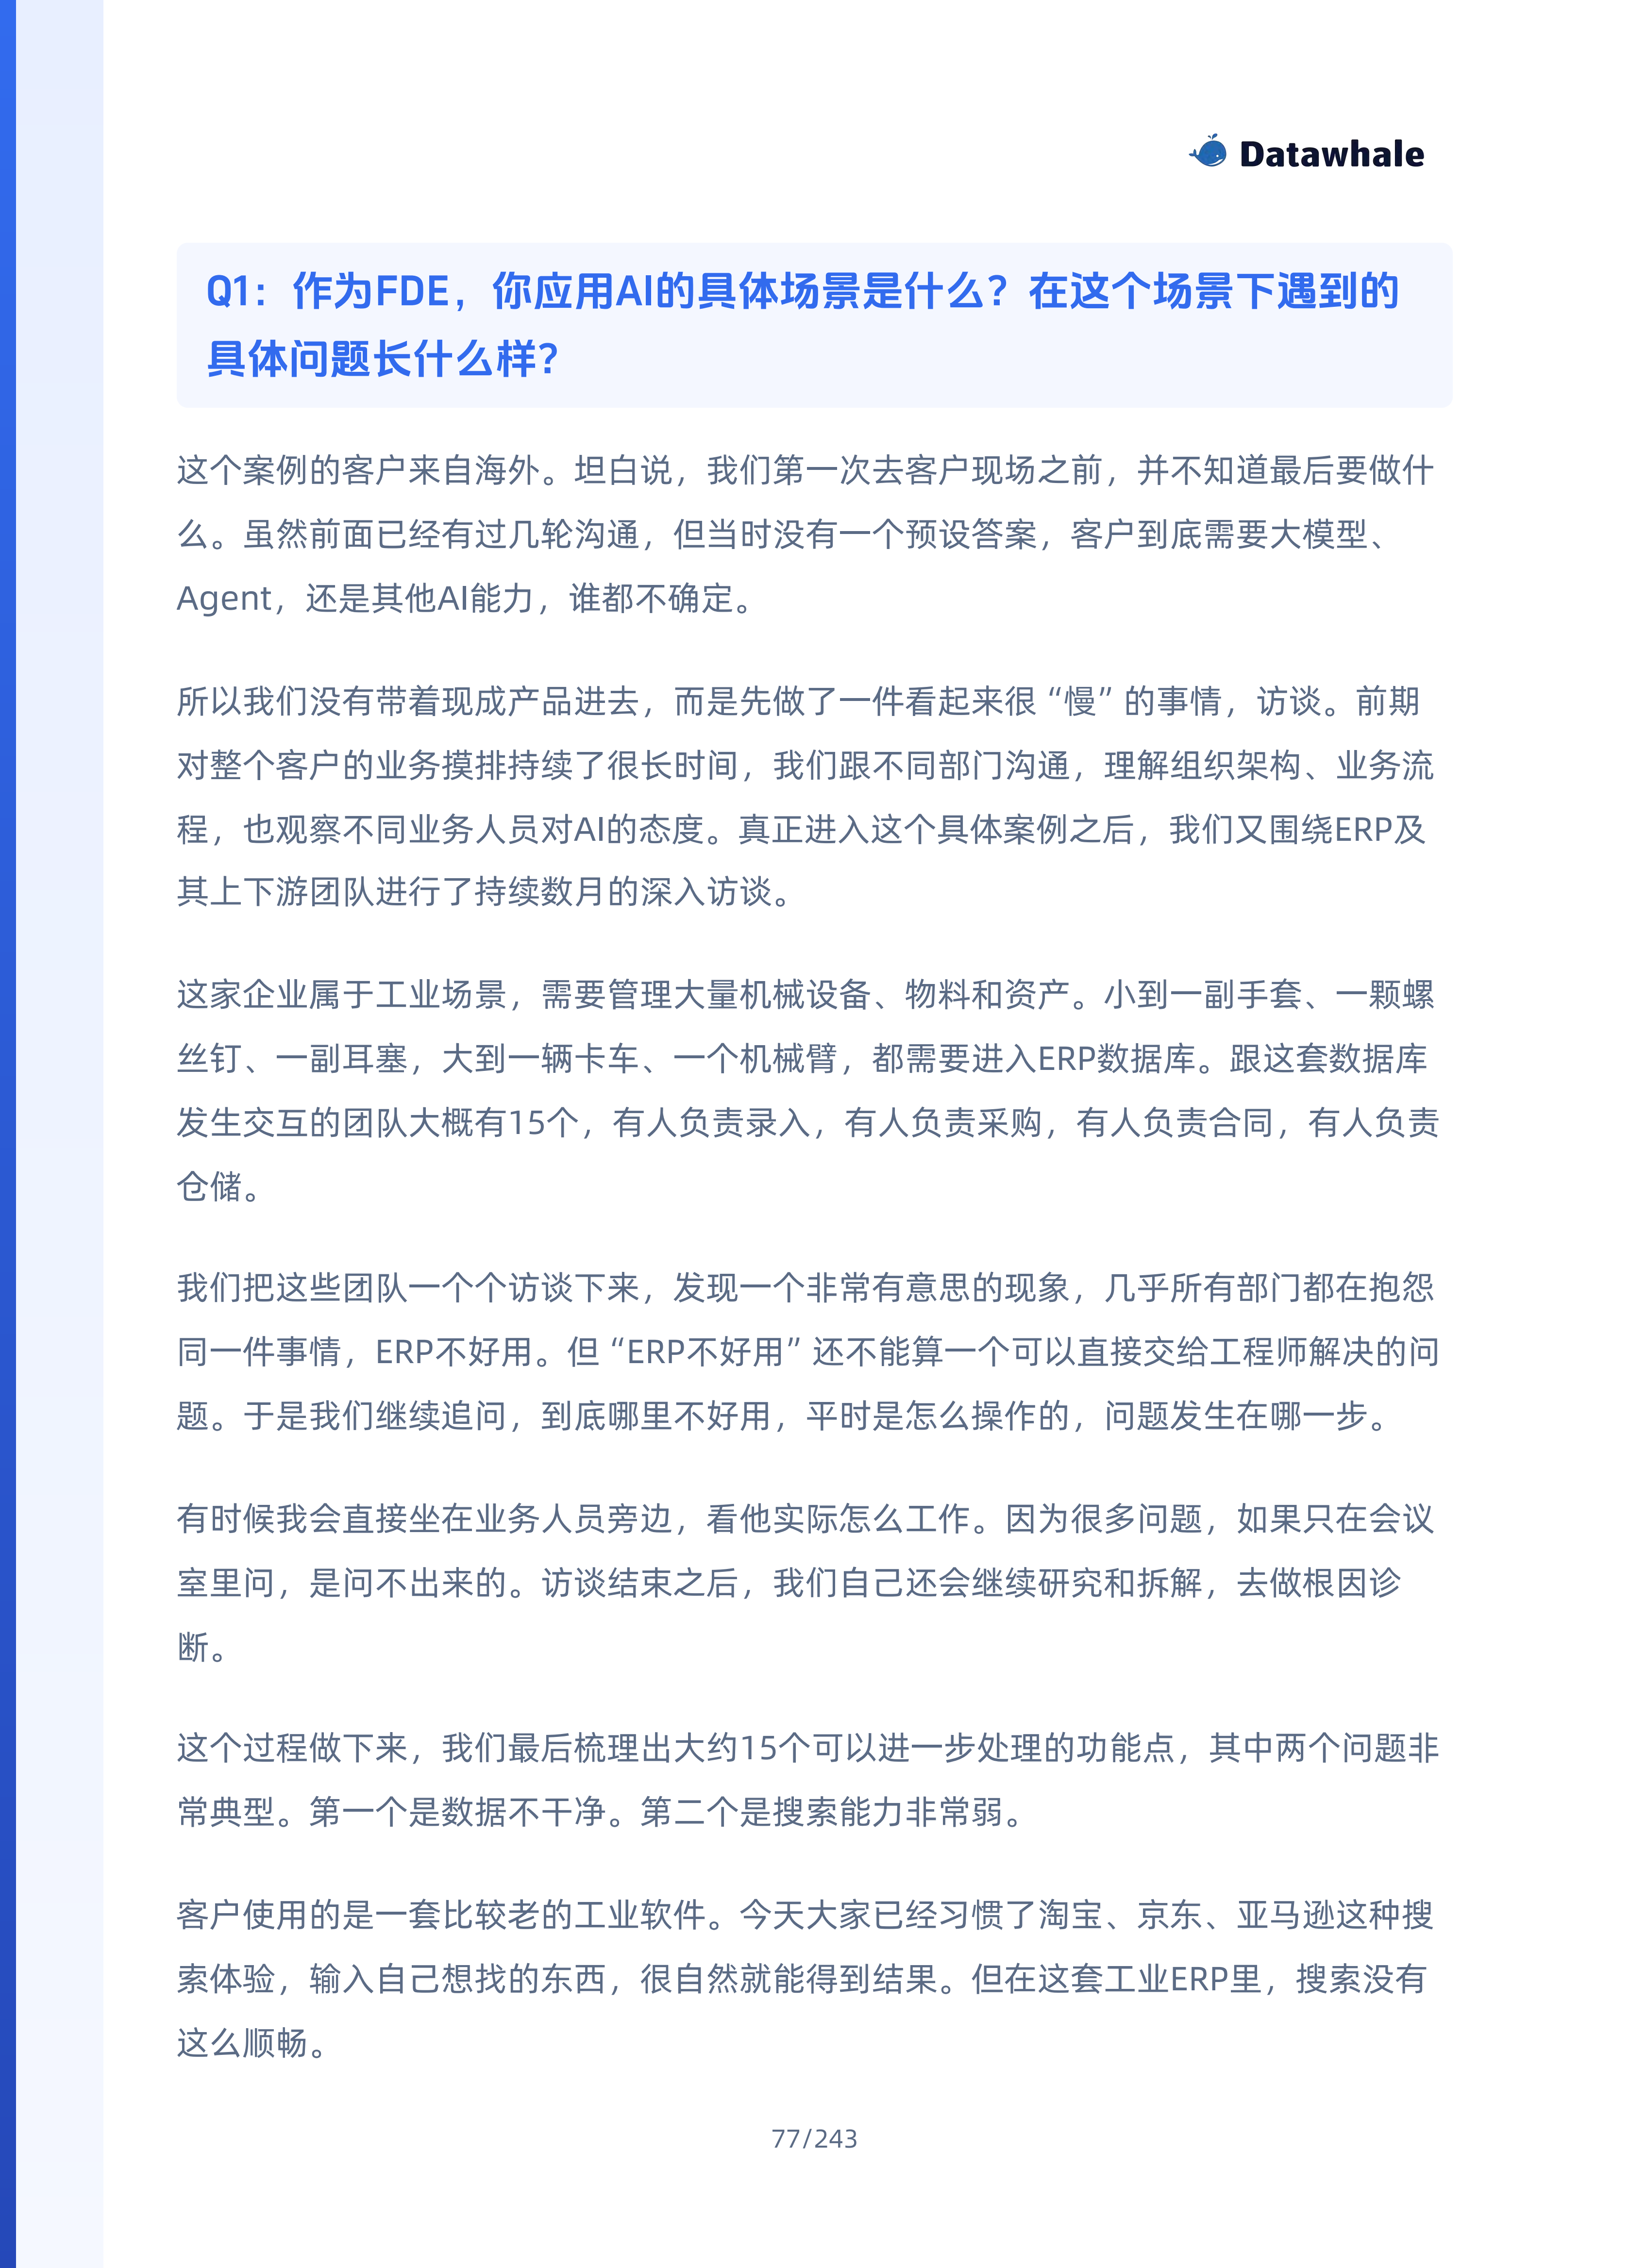 Datawhale
Q1：作为FDE，你应用AI的具体场景是什么？在这个场景下遇到的
具体问题长什么样？
这个案例的客户来自海外。坦白说，我们第一次去客户现场之前，并不知道最后要做什
么。虽然前面已经有过几轮沟通，但当时没有一个预设答案，客户到底需要大模型、
Agent，还是其他AI能力，谁都不确定。
所以我们没有带着现成产品进去，而是先做了一件看起来很“慢”的事情，访谈。前期
对整个客户的业务摸排持续了很长时间，我们跟不同部门沟通，理解组织架构、业务流
程，也观察不同业务人员对AI的态度。真正进入这个具体案例之后，我们又围绕ERP及
其上下游团队进行了持续数月的深入访谈。
这家企业属于工业场景，需要管理大量机械设备、物料和资产。小到一副手套、一颗螺
丝钉、一副耳塞，大到一辆卡车、一个机械臂，都需要进入ERP数据库。跟这套数据库
发生交互的团队大概有15个，有人负责录入，有人负责采购，有人负责合同，有人负责
仓储。
我们把这些团队一个个访谈下来，发现一个非常有意思的现象，几乎所有部门都在抱怨
同一件事情，ERP不好用。但“ERP不好用”还不能算一个可以直接交给工程师解决的问
题。于是我们继续追问，到底哪里不好用，平时是怎么操作的，问题发生在哪一步。
有时候我会直接坐在业务人员旁边，看他实际怎么工作。因为很多问题，如果只在会议
室里问，是问不出来的。访谈结束之后，我们自己还会继续研究和拆解，去做根因诊
断。
这个过程做下来，我们最后梳理出大约15个可以进一步处理的功能点，其中两个问题非
常典型。第一个是数据不干净。第二个是搜索能力非常弱。
客户使用的是一套比较老的工业软件。今天大家已经习惯了淘宝、京东、亚马逊这种搜
索体验，输入自己想找的东西，很自然就能得到结果。但在这套工业ERP里，搜索没有
这么顺畅。
77/243